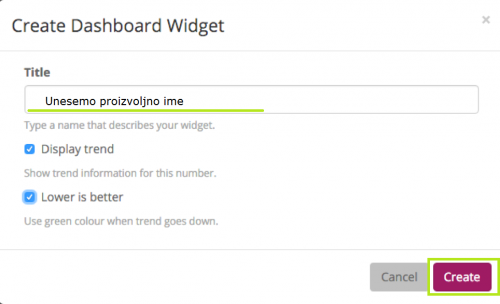 Create Dashboard Widget ×
Title
Unesemo proizvoljno ime
Type a name that describes your widget.
Display trend
Show trend information for this number.
Lower is better
Use green colour when trend goes down.
Cancel Create